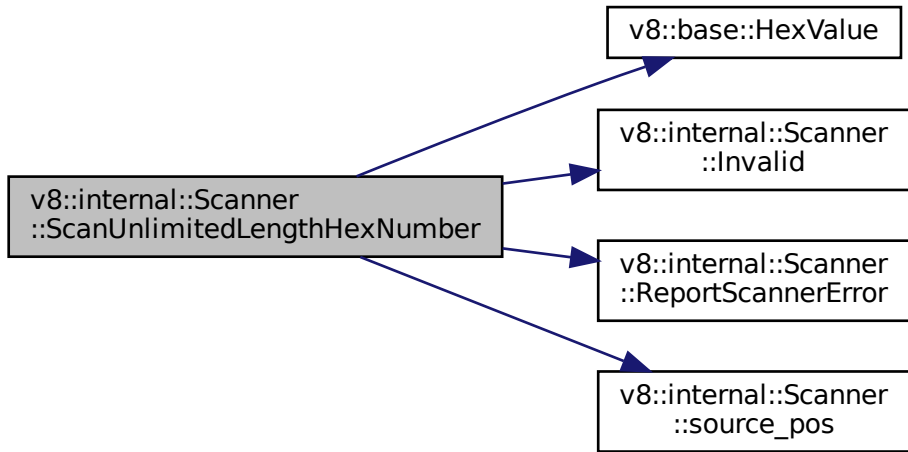 v8::internal::Scanner
::ScanUnlimitedLengthHexNumber
v8::base::HexValue
v8::internal::Scanner
::Invalid
v8::internal::Scanner
::ReportScannerError
v8::internal::Scanner
::source_pos